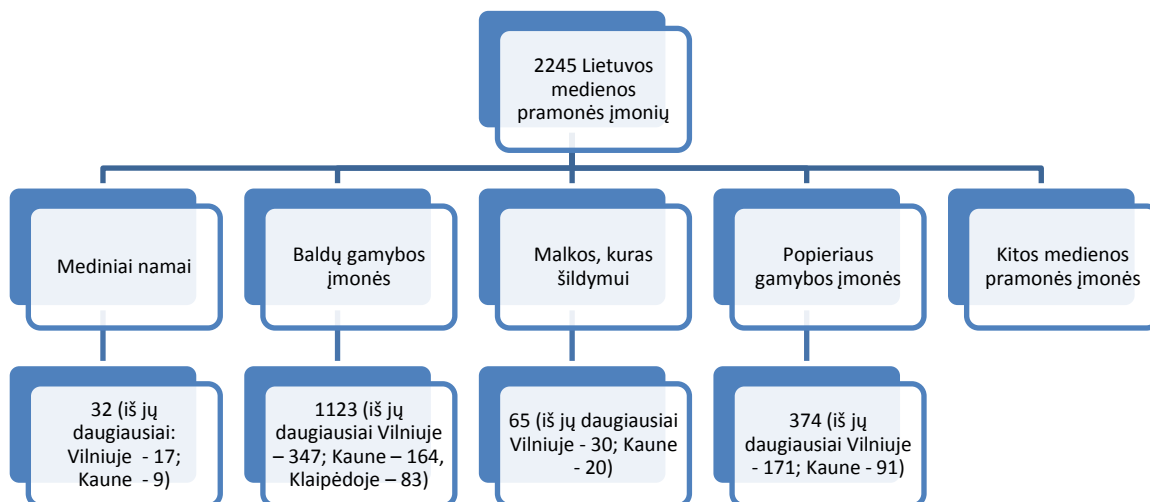 2245 Lietuvos
medienos
pramonės įmonių
Mediniai namai
Baldų gamybos
įmonės
Malkos, kuras
šildymui
Popieriaus
gamybos įmonės
Kitos medienos
pramonės įmonės
32 (iš jų
daugiausiai:
Vilniuje - 17;
Kaune - 9)
1123 (iš jų
daugiausiai Vilniuje
– 347; Kaune – 164,
Klaipėdoje – 83)
65 (iš jų daugiausiai
Vilniuje - 30; Kaune
- 20)
374 (iš jų
daugiausiai Vilniuje
- 171; Kaune - 91)